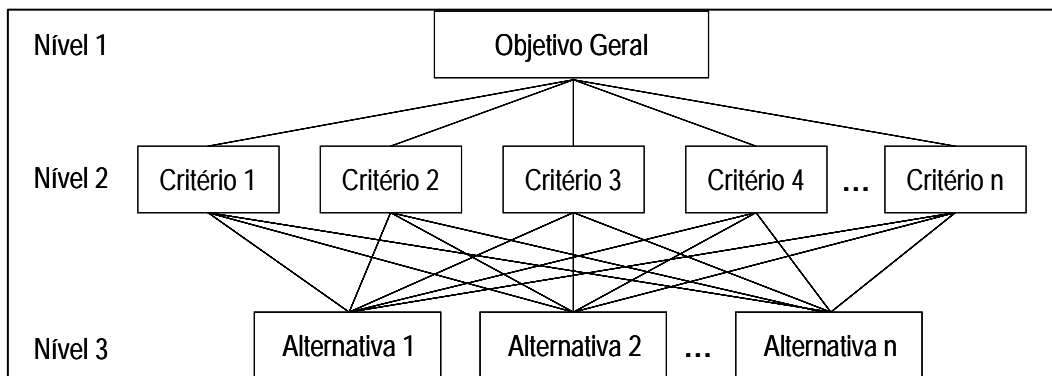 Nível 1
Objetivo Geral
Nível 2
Critério 1
Critério 2
Critério 3
Critério 4
...
Critério n
Nível 3
Alternativa 1
Alternativa 2
...
Alternativa n